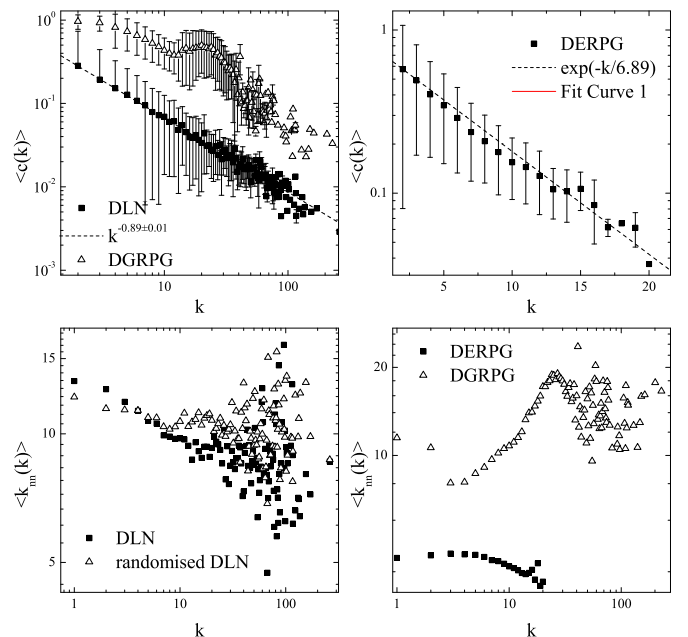 10⁰
10⁻¹
10⁻²
10⁻³
<c(k)>
DLN
k^-0.89±0.01
DGRPG
10 100
k
1
0.1
<c(k)>
DERPG
exp(-k/6.89)
Fit Curve 1
5 10 15 20
k
15
10
5
<k_nn(k)>
DLN
randomised DLN
1 10 100
k
20
10
<k_nn(k)>
DERPG
DGRPG
1 10 100
k